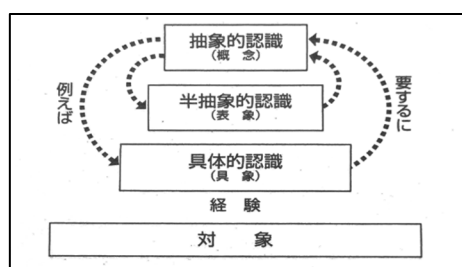 抽象的認識
(概 念)
例えば
半抽象的認識
(表 象)
要するに
具体的認識
(具 象)
経 験
対 象